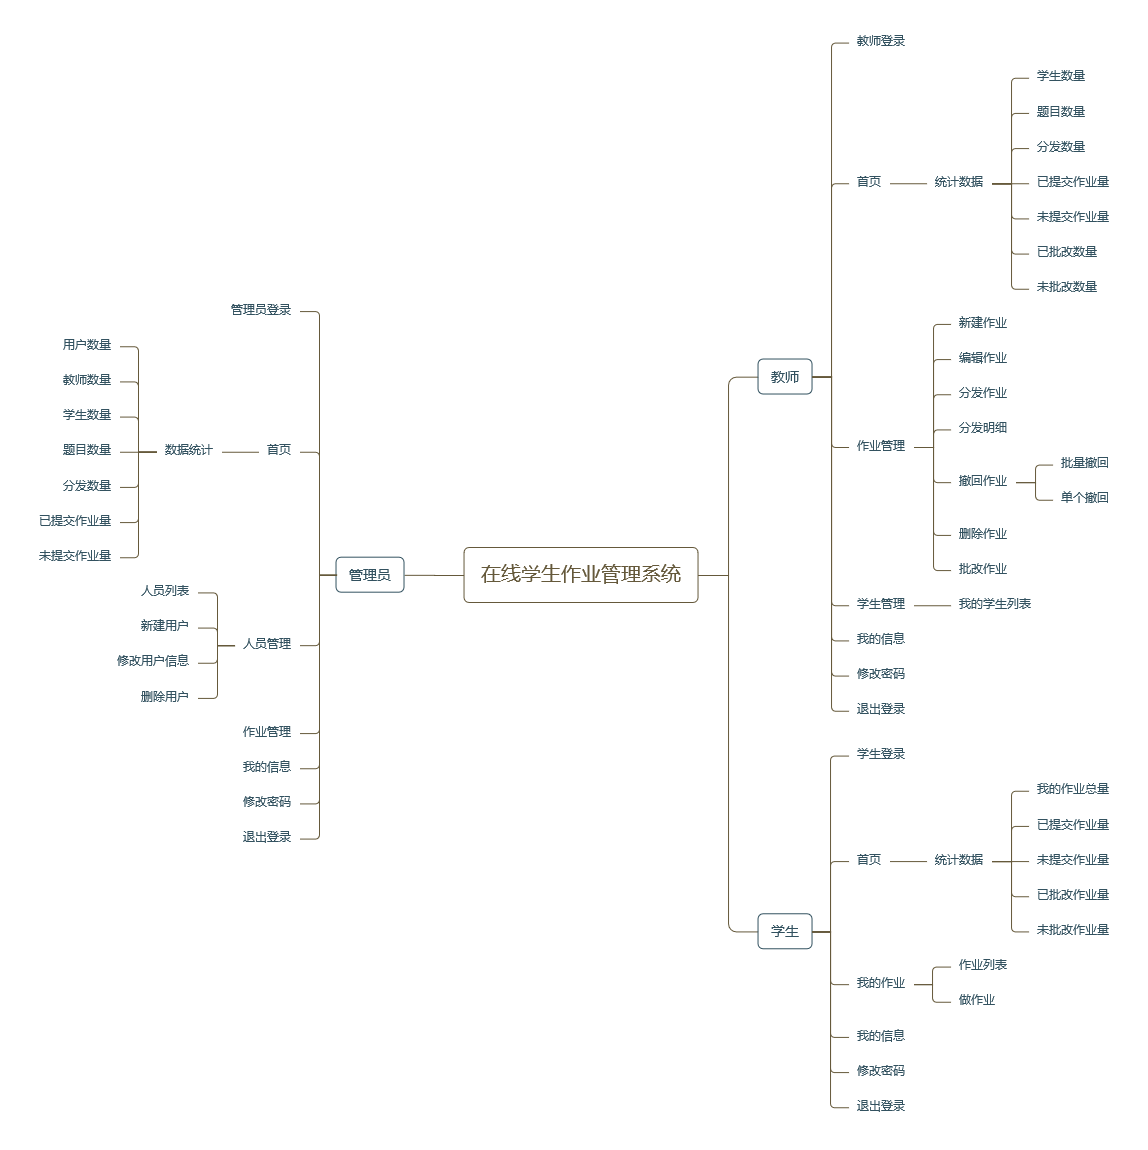 在线学生作业管理系统
教师
教师登录
首页
统计数据
学生数量
题目数量
分发数量
已提交作业量
未提交作业量
已批改数量
未批改数量
作业管理
新建作业
编辑作业
分发作业
分发明细
撤回作业
批量撤回
单个撤回
删除作业
批改作业
学生管理
我的学生列表
我的信息
修改密码
退出登录
学生
学生登录
首页
统计数据
我的作业总量
已提交作业量
未提交作业量
已批改作业量
未批改作业量
我的作业
作业列表
做作业
我的信息
修改密码
退出登录
管理员
管理员登录
首页
数据统计
用户数量
教师数量
学生数量
题目数量
分发数量
已提交作业量
未提交作业量
人员管理
人员列表
新建用户
修改用户信息
删除用户
作业管理
我的信息
修改密码
退出登录